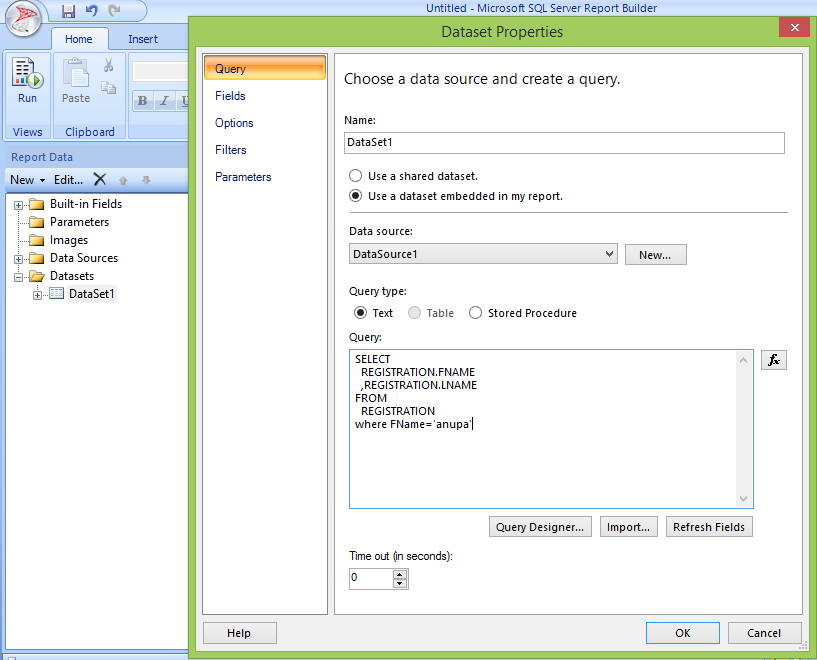 Untitled - Microsoft SQL Server Report Builder
Dataset Properties
Home
Insert
Run
Paste
B I U
Views
Clipboard
Report Data
New
Edit...
Built-in Fields
Parameters
Images
Data Sources
Datasets
DataSet1
Query
Fields
Options
Filters
Parameters
Choose a data source and create a query.
Name:
DataSet1
Use a shared dataset.
Use a dataset embedded in my report.
Data source:
DataSource1
New...
Query type:
Text
Table
Stored Procedure
Query:
SELECT
REGISTRATION.FNAME
,REGISTRATION.LNAME
FROM
REGISTRATION
where FName='anupa'
fx
Query Designer...
Import...
Refresh Fields
Time out (in seconds):
0
Help
OK
Cancel